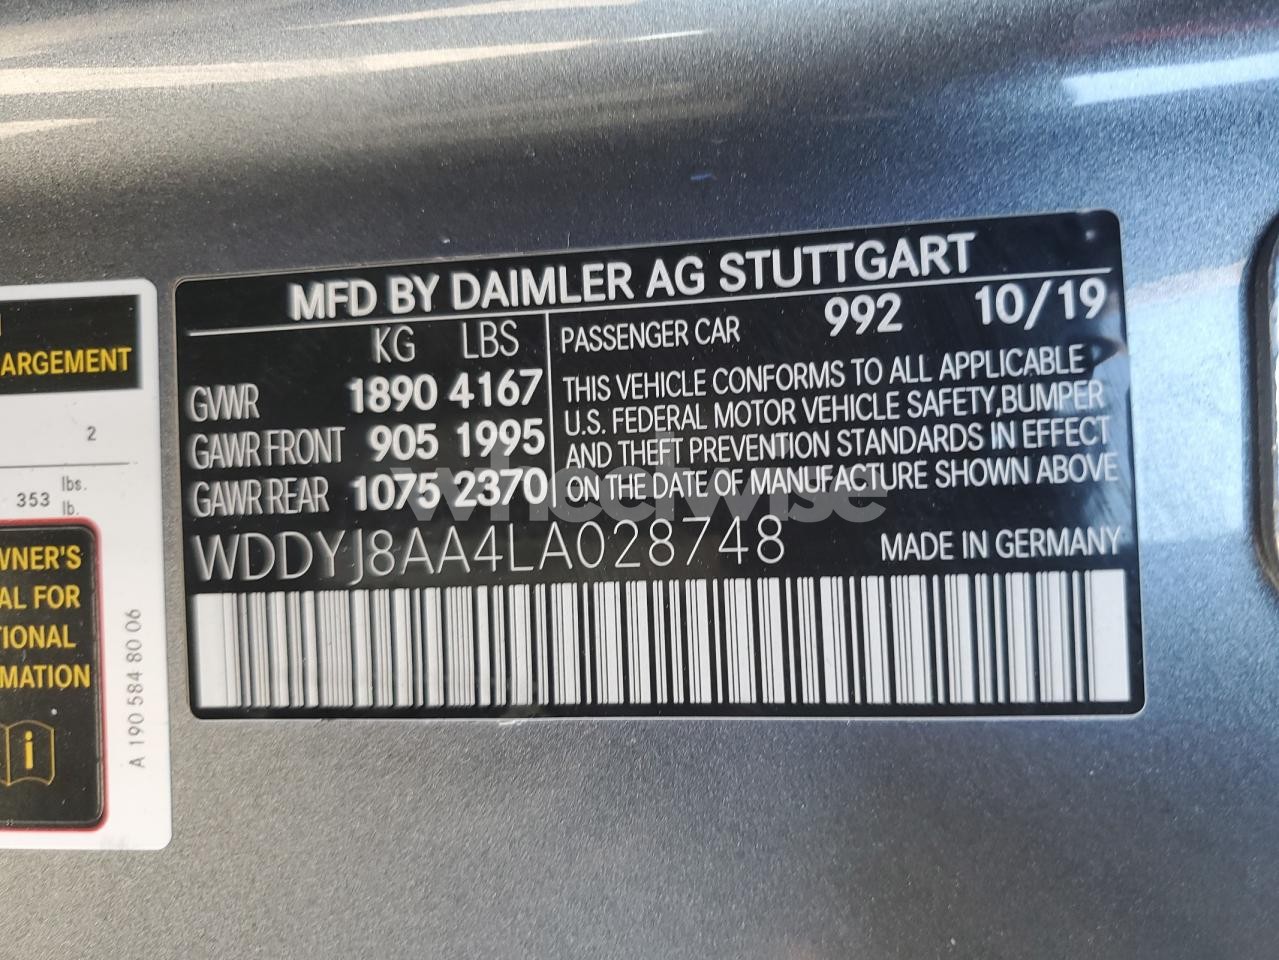 MFD BY DAIMLER AG STUTTGART
KG LBS
PASSENGER CAR 992 10/19
GVWR 1890 4167
GAWR FRONT 905 1995
GAWR REAR 1075 2370
THIS VEHICLE CONFORMS TO ALL APPLICABLE
U.S. FEDERAL MOTOR VEHICLE SAFETY,BUMPER
AND THEFT PREVENTION STANDARDS IN EFFECT
ON THE DATE OF MANUFACTURE SHOWN ABOVE
WDDYJ8AA4LA028748 MADE IN GERMANY
wheelwise
ARGEMENT
2
353 lbs.
lb.
WNER'S
AL FOR
TIONAL
MATION
i
A 190 584 80 06